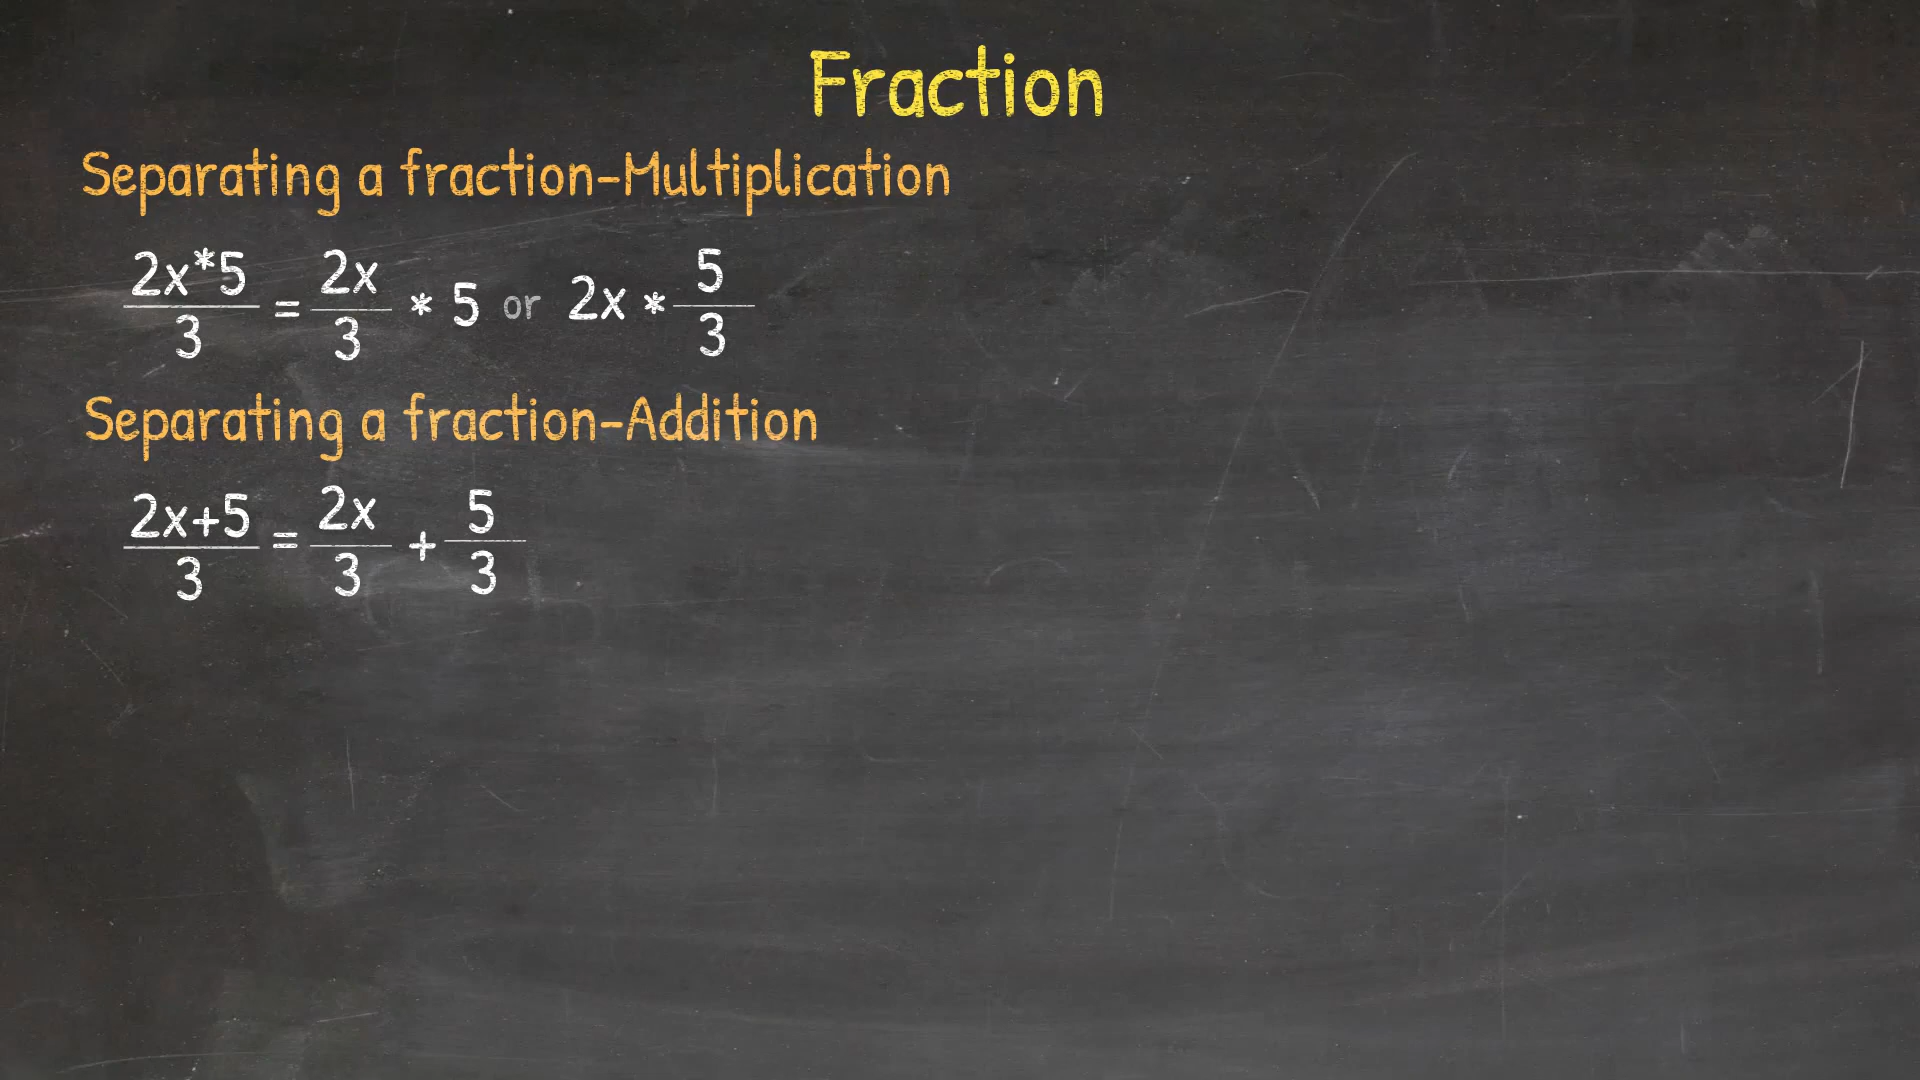 Fraction
Separating a fraction-Multiplication
2x*5/3 = 2x/3 * 5 or 2x * 5/3
Separating a fraction-Addition
2x+5/3 = 2x/3 + 5/3